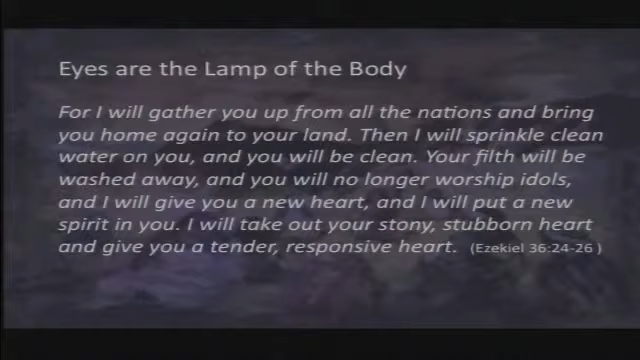 Eyes are the Lamp of the Body
For I will gather you up from all the nations and bring
you home again to your land. Then I will sprinkle clean
water on you, and you will be clean. Your filth will be
washed away, and you will no longer worship idols,
and I will give you a new heart, and I will put a new
spirit in you. I will take out your stony, stubborn heart
and give you a tender, responsive heart. (Ezekiel 36:24-26 )